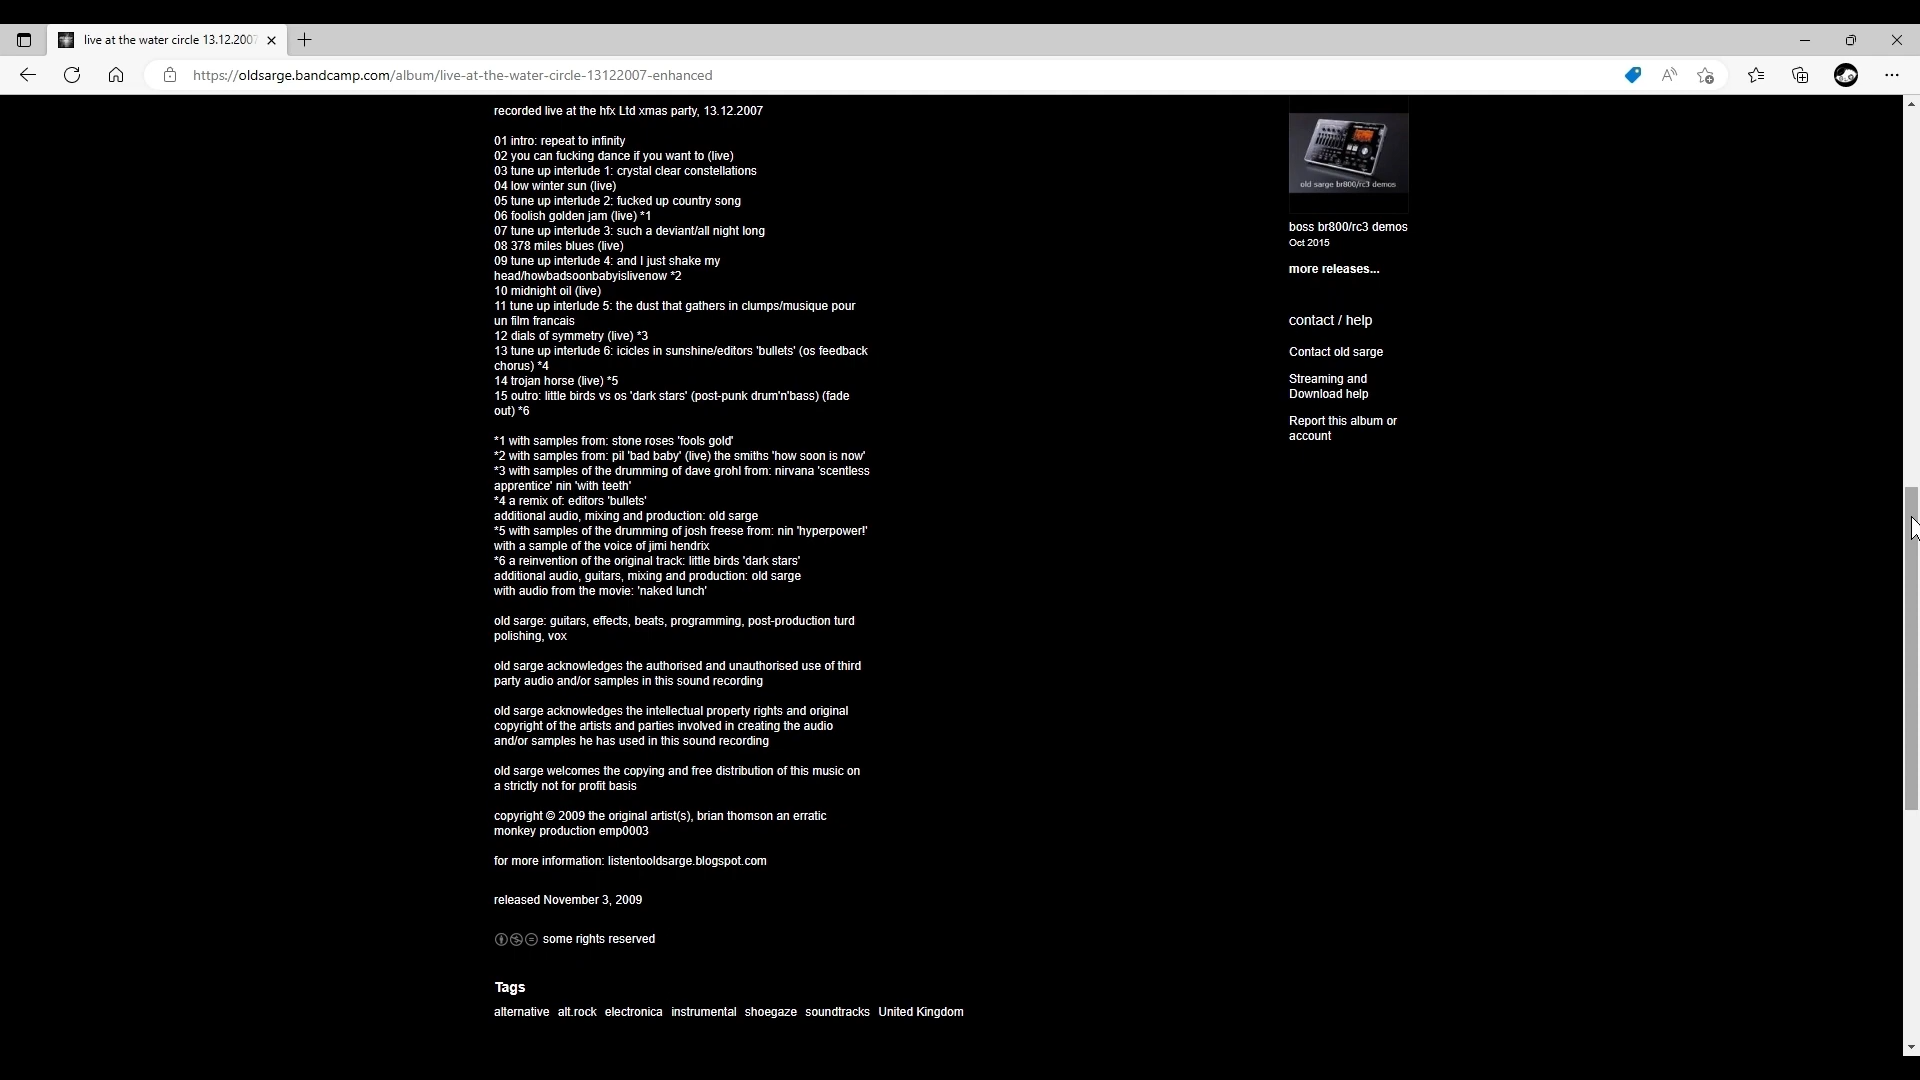 live at the water circle 13.12.2007
https://oldsarge.bandcamp.com/album/live-at-the-water-circle-13122007-enhanced
recorded live at the hfx Ltd xmas party, 13.12.2007
01 intro: repeat to infinity
02 you can fucking dance if you want to (live)
03 tune up interlude 1: crystal clear constellations
04 low winter sun (live)
05 tune up interlude 2: fucked up country song
06 foolish golden jam (live) *1
07 tune up interlude 3: such a deviant/all night long
08 378 miles blues (live)
09 tune up interlude 4: and I just shake my
head/howbadsoonbabyislivenow *2
10 midnight oil (live)
11 tune up interlude 5: the dust that gathers in clumps/musique pour
un film francais
12 dials of symmetry (live) *3
13 tune up interlude 6: icicles in sunshine/editors 'bullets' (os feedback
chorus) *4
14 trojan horse (live) *5
15 outro: little birds vs os 'dark stars' (post-punk drum'n'bass) (fade
out) *6
*1 with samples from: stone roses 'fools gold'
*2 with samples from: pil 'bad baby' (live) the smiths 'how soon is now'
*3 with samples of the drumming of dave grohl from: nirvana 'scentless
apprentice' nin 'with teeth'
*4 a remix of: editors 'bullets'
additional audio, mixing and production: old sarge
*5 with samples of the drumming of josh freese from: nin 'hyperpower!'
with a sample of the voice of jimi hendrix
*6 a reinvention of the original track: little birds 'dark stars'
additional audio, guitars, mixing and production: old sarge
with audio from the movie: 'naked lunch'
old sarge: guitars, effects, beats, programming, post-production turd
polishing, vox
old sarge acknowledges the authorised and unauthorised use of third
party audio and/or samples in this sound recording
old sarge acknowledges the intellectual property rights and original
copyright of the artists and parties involved in creating the audio
and/or samples he has used in this sound recording
old sarge welcomes the copying and free distribution of this music on
a strictly not for profit basis
copyright © 2009 the original artist(s), brian thomson an erratic
monkey production emp0003
for more information: listentooldsarge.blogspot.com
released November 3, 2009
some rights reserved
Tags
alternative alt.rock electronica instrumental shoegaze soundtracks United Kingdom
old sarge br800/rc3 demos
boss br800/rc3 demos
Oct 2015
more releases...
contact / help
Contact old sarge
Streaming and
Download help
Report this album or
account